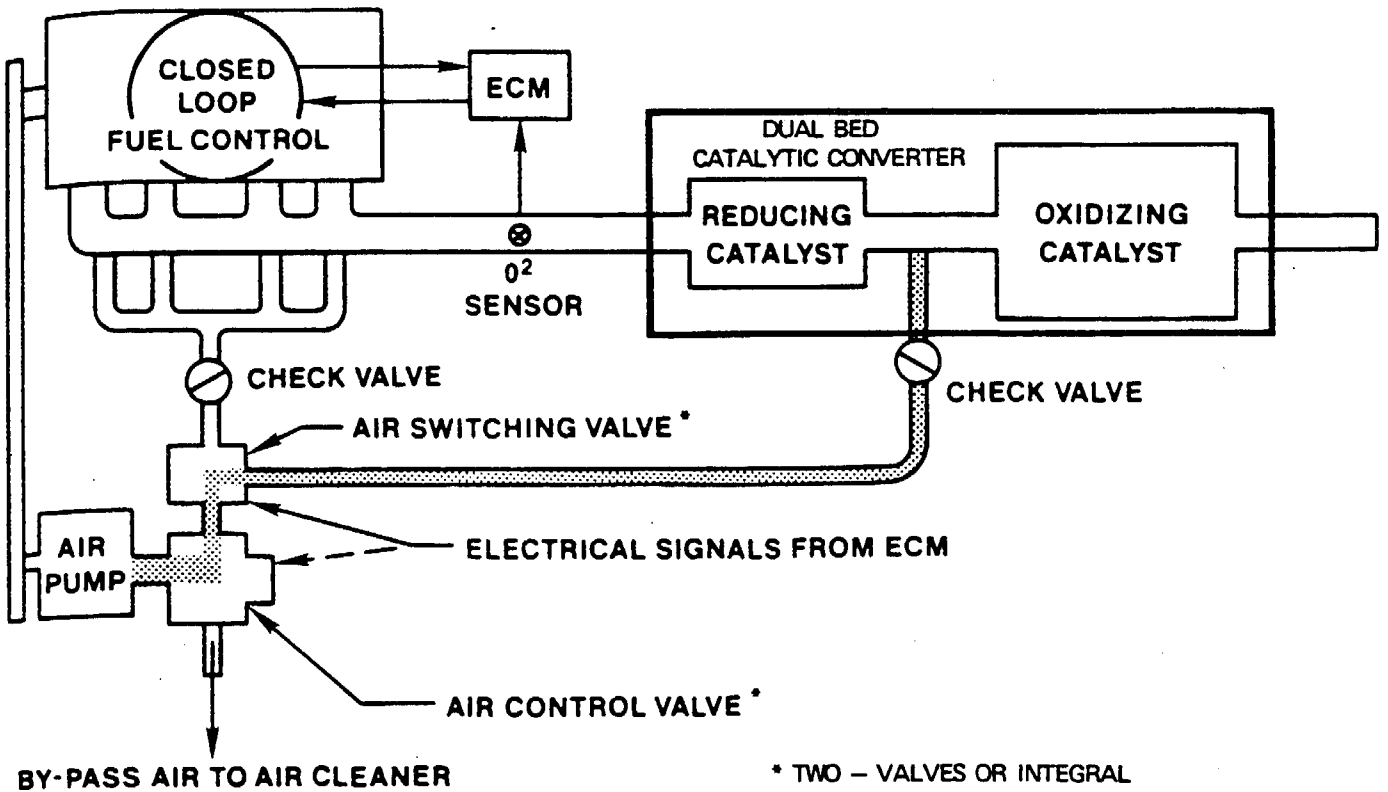 CLOSED
LOOP
FUEL CONTROL
ECM
DUAL BED
CATALYTIC CONVERTER
REDUCING
CATALYST
OXIDIZING
CATALYST
0²
SENSOR
CHECK VALVE
CHECK VALVE
AIR SWITCHING VALVE*
AIR
PUMP
ELECTRICAL SIGNALS FROM ECM
AIR CONTROL VALVE*
BY-PASS AIR TO AIR CLEANER
* TWO – VALVES OR INTEGRAL